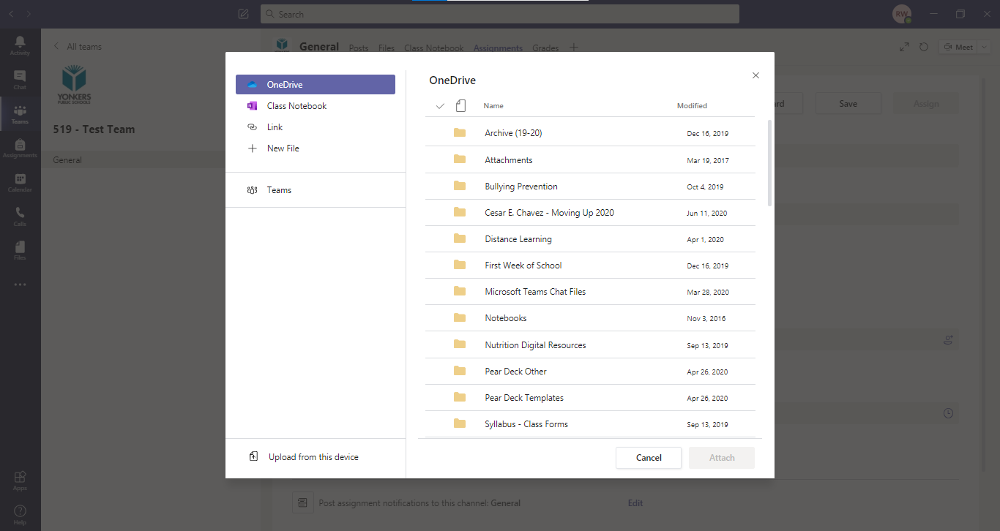 Search
RW
Activity
Chat
Teams
Assignments
Calendar
Calls
Files
Apps
Help
All teams
YONKERS
PUBLIC SCHOOLS
519 - Test Team
General
General Posts Files Class Notebook Assignments Grades
Meet
rd Save Assign
OneDrive
Class Notebook
Link
New File
Teams
Upload from this device
OneDrive
Name Modified
Archive (19-20) Dec 16, 2019
Attachments Mar 19, 2017
Bullying Prevention Oct 4, 2019
Cesar E. Chavez - Moving Up 2020 Jun 11, 2020
Distance Learning Apr 1, 2020
First Week of School Dec 16, 2019
Microsoft Teams Chat Files Mar 28, 2020
Notebooks Nov 3, 2016
Nutrition Digital Resources Sep 13, 2019
Pear Deck Other Apr 26, 2020
Pear Deck Templates Apr 26, 2020
Syllabus - Class Forms Sep 13, 2019
Cancel Attach
Post assignment notifications to this channel: General Edit